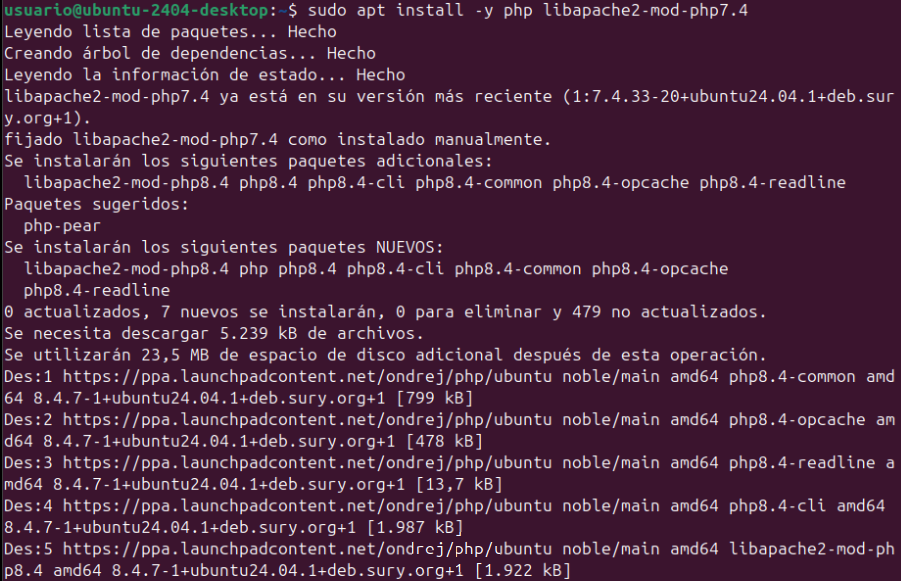 usuario@ubuntu-2404-desktop:~$ sudo apt install -y php libapache2-mod-php7.4
Leyendo lista de paquetes... Hecho
Creando árbol de dependencias... Hecho
Leyendo la información de estado... Hecho
libapache2-mod-php7.4 ya está en su versión más reciente (1:7.4.33-20+ubuntu24.04.1+deb.sur
y.org+1).
fijado libapache2-mod-php7.4 como instalado manualmente.
Se instalarán los siguientes paquetes adicionales:
  libapache2-mod-php8.4 php8.4 php8.4-cli php8.4-common php8.4-opcache php8.4-readline
Paquetes sugeridos:
  php-pear
Se instalarán los siguientes paquetes NUEVOS:
  libapache2-mod-php8.4 php php8.4 php8.4-cli php8.4-common php8.4-opcache
  php8.4-readline
0 actualizados, 7 nuevos se instalarán, 0 para eliminar y 479 no actualizados.
Se necesita descargar 5.239 kB de archivos.
Se utilizarán 23,5 MB de espacio de disco adicional después de esta operación.
Des:1 https://ppa.launchpadcontent.net/ondrej/php/ubuntu noble/main amd64 php8.4-common amd
64 8.4.7-1+ubuntu24.04.1+deb.sury.org+1 [799 kB]
Des:2 https://ppa.launchpadcontent.net/ondrej/php/ubuntu noble/main amd64 php8.4-opcache am
d64 8.4.7-1+ubuntu24.04.1+deb.sury.org+1 [478 kB]
Des:3 https://ppa.launchpadcontent.net/ondrej/php/ubuntu noble/main amd64 php8.4-readline a
md64 8.4.7-1+ubuntu24.04.1+deb.sury.org+1 [13,7 kB]
Des:4 https://ppa.launchpadcontent.net/ondrej/php/ubuntu noble/main amd64 php8.4-cli amd64
8.4.7-1+ubuntu24.04.1+deb.sury.org+1 [1.987 kB]
Des:5 https://ppa.launchpadcontent.net/ondrej/php/ubuntu noble/main amd64 libapache2-mod-ph
p8.4 amd64 8.4.7-1+ubuntu24.04.1+deb.sury.org+1 [1.922 kB]